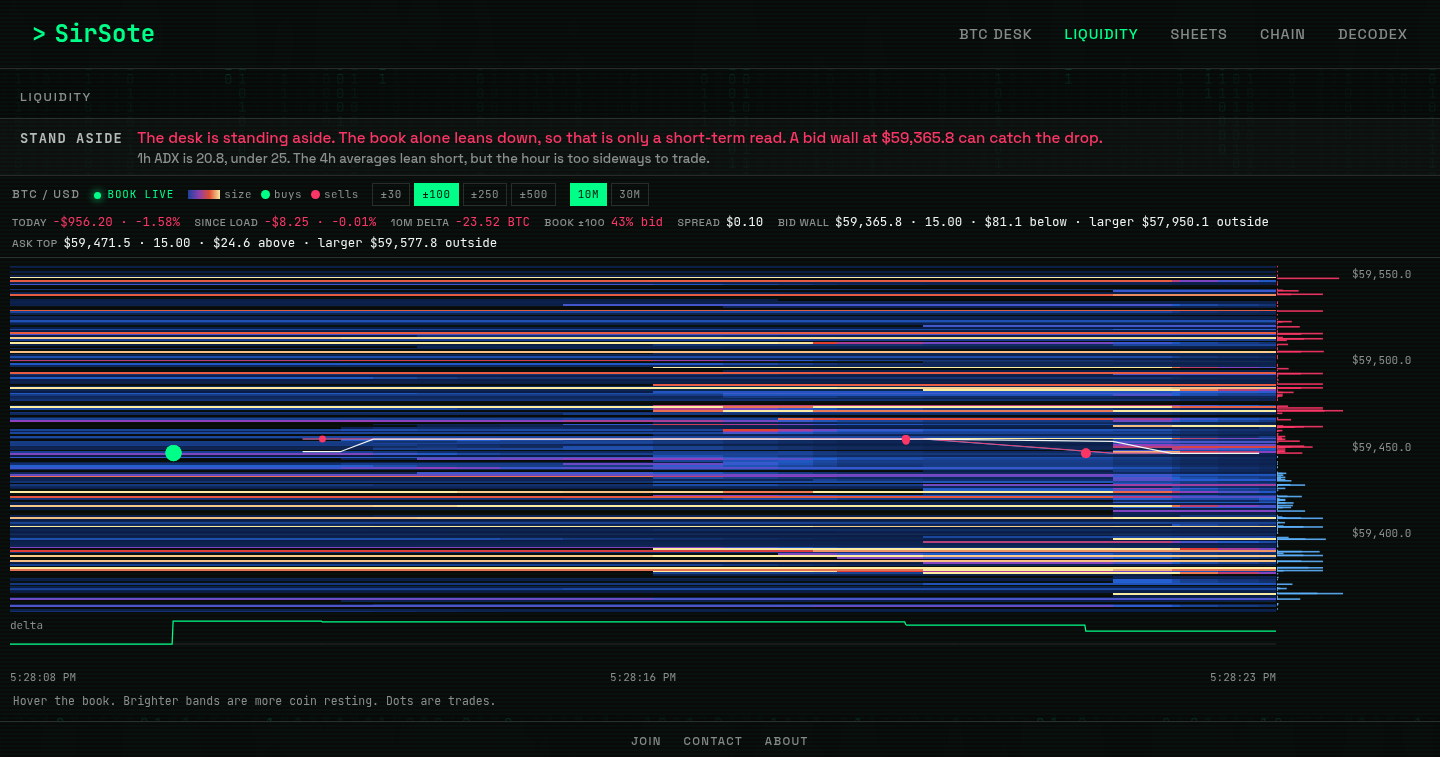 > SirSote
BTC DESK LIQUIDITY SHEETS CHAIN DECODEX
LIQUIDITY
STAND ASIDE The desk is standing aside. The book alone leans down, so that is only a short-term read. A bid wall at $59,365.8 can catch the drop.
1h ADX is 20.8, under 25. The 4h averages lean short, but the hour is too sideways to trade.
BTC / USD BOOK LIVE size buys sells ±30 ±100 ±250 ±500 10M 30M
TODAY -$956.20 · -1.58% SINCE LOAD -$8.25 · -0.01% 10M DELTA -23.52 BTC BOOK ±100 43% bid SPREAD $0.10 BID WALL $59,365.8 · 15.00 · $81.1 below · larger $57,950.1 outside
ASK TOP $59,471.5 · 15.00 · $24.6 above · larger $59,577.8 outside
$59,550.0
$59,500.0
$59,450.0
$59,400.0
delta
5:28:08 PM 5:28:16 PM 5:28:23 PM
Hover the book. Brighter bands are more coin resting. Dots are trades.
JOIN CONTACT ABOUT